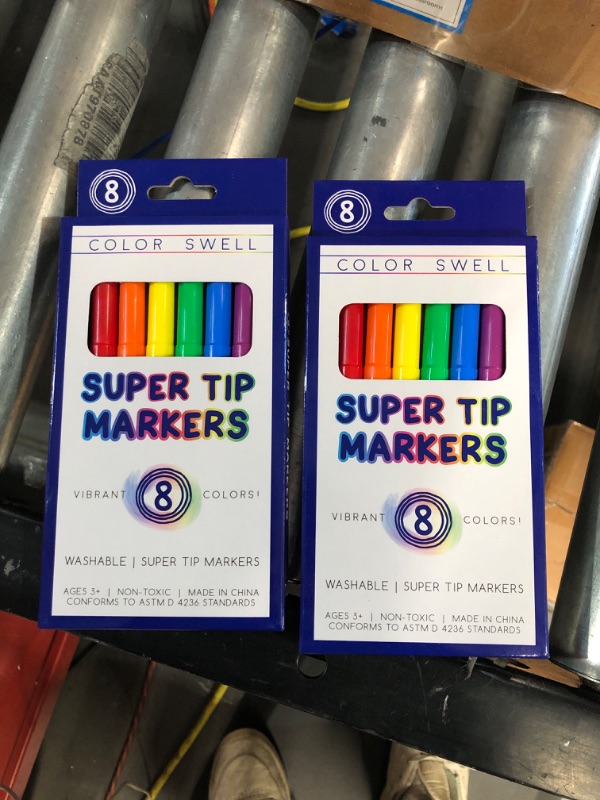 8
COLOR SWELL
SUPER TIP
MARKERS
VIBRANT 8 COLORS!
WASHABLE | SUPER TIP MARKERS
AGES 3+ | NON-TOXIC | MADE IN CHINA
CONFORMS TO ASTM D 4236 STANDARDS
8
COLOR SWELL
SUPER TIP
MARKERS
VIBRANT 8 COLORS!
WASHABLE | SUPER TIP MARKERS
AGES 3+ | NON-TOXIC | MADE IN CHINA
CONFORMS TO ASTM D 4236 STANDARDS